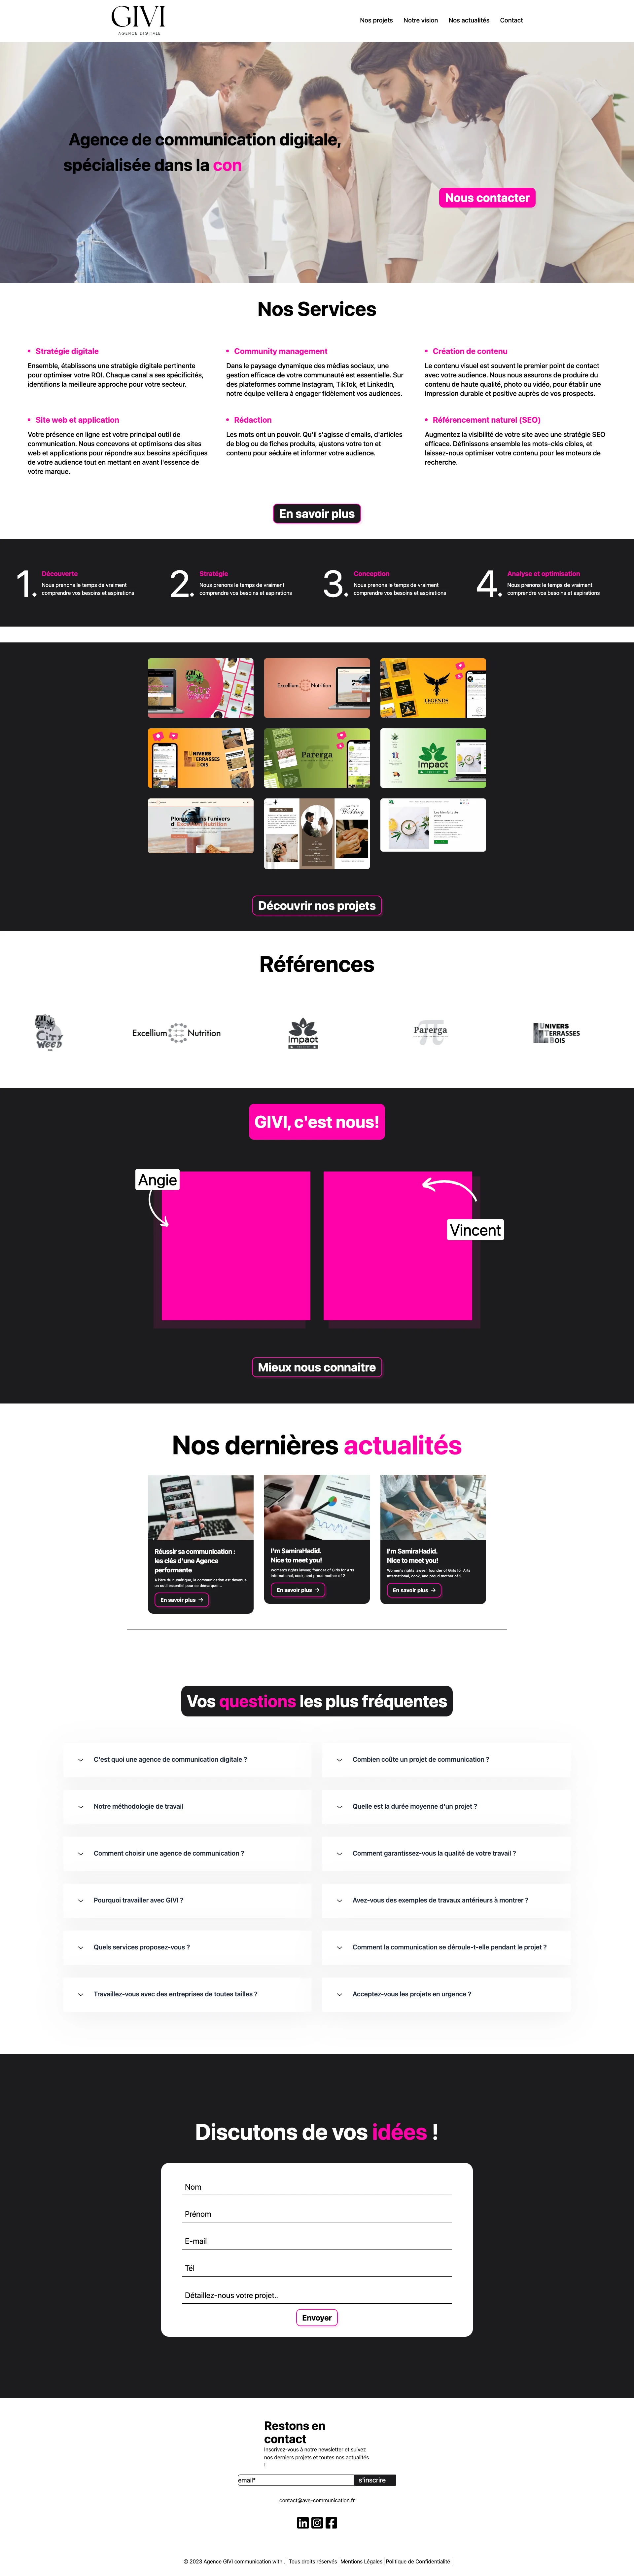 GIVI
AGENCE DIGITALE
Nos projets
Notre vision
Nos actualités
Contact
Agence de communication digitale,
spécialisée dans la con
Nous contacter
Nos Services
Stratégie digitale
Ensemble, établissons une stratégie digitale pertinente
pour optimiser votre ROI. Chaque canal a ses spécificités,
identifions la meilleure approche pour votre secteur.
Community management
Dans le paysage dynamique des médias sociaux, une
gestion efficace de votre communauté est essentielle. Sur
des plateformes comme Instagram, TikTok, et LinkedIn,
notre équipe veillera à engager fidèlement vos audiences.
Création de contenu
Le contenu visuel est souvent le premier point de contact
avec votre audience. Nous nous assurons de produire du
contenu de haute qualité, photo ou vidéo, pour établir une
impression durable et positive auprès de vos prospects.
Site web et application
Votre présence en ligne est votre principal outil de
communication. Nous concevons et optimisons des sites
web et applications pour répondre aux besoins spécifiques
de votre audience tout en mettant en avant l'essence de
votre marque.
Rédaction
Les mots ont un pouvoir. Qu'il s'agisse d'emails, d'articles
de blog ou de fiches produits, ajustons votre ton et
contenu pour séduire et informer votre audience.
Référencement naturel (SEO)
Augmentez la visibilité de votre site avec une stratégie SEO
efficace. Définissons ensemble les mots-clés ciblés, et
laissez-nous optimiser votre contenu pour les moteurs de
recherche.
En savoir plus
1.
Découverte
Nous prenons le temps de vraiment
comprendre vos besoins et aspirations
2.
Stratégie
Nous prenons le temps de vraiment
comprendre vos besoins et aspirations
3.
Conception
Nous prenons le temps de vraiment
comprendre vos besoins et aspirations
4.
Analyse et optimisation
Nous prenons le temps de vraiment
comprendre vos besoins et aspirations
CITY
WEED
Excellium Nutrition
LEGENDS
UNIVERS
TERRASSES
BOIS
Parerga
Impact
Plongez dans l'univers
d'Excellium Nutrition
Wedding
Découvrir nos projets
Références
CITY
WEED
Excellium Nutrition
Impact
Parerga
UNIVERS
TERRASSES
BOIS
GIVI, c'est nous!
Angie
Vincent
Mieux nous connaitre
Nos dernières actualités
Réussir sa communication :
les clés d'une Agence
performante
À l'ère du numérique, la communication est devenue
un outil essentiel pour se démarquer...
En savoir plus →
I'm SamiraHadid.
Nice to meet you!
Women's rights lawyer, founder of Girls for Arts
International, cook, and proud mother of 2
En savoir plus →
I'm SamiraHadid.
Nice to meet you!
Women's rights lawyer, founder of Girls for Arts
International, cook, and proud mother of 2
En savoir plus →
Vos questions les plus fréquentes
C'est quoi une agence de communication digitale ?
Combien coûte un projet de communication ?
Notre méthodologie de travail
Quelle est la durée moyenne d'un projet ?
Comment choisir une agence de communication ?
Comment garantissez-vous la qualité de votre travail ?
Pourquoi travailler avec GIVI ?
Avez-vous des exemples de travaux antérieurs à montrer ?
Quels services proposez-vous ?
Comment la communication se déroule-t-elle pendant le projet ?
Travaillez-vous avec des entreprises de toutes tailles ?
Acceptez-vous les projets en urgence ?
Discutons de vos idées !
Nom
Prénom
E-mail
Tél
Détaillez-nous votre projet..
Envoyer
Restons en
contact
Inscrivez-vous à notre newsletter et suivez
nos derniers projets et toutes nos actualités
!
email*
s'inscrire
contact@ave-communication.fr
© 2023 Agence GIVI communication with . | Tous droits réservés | Mentions Légales | Politique de Confidentialité |